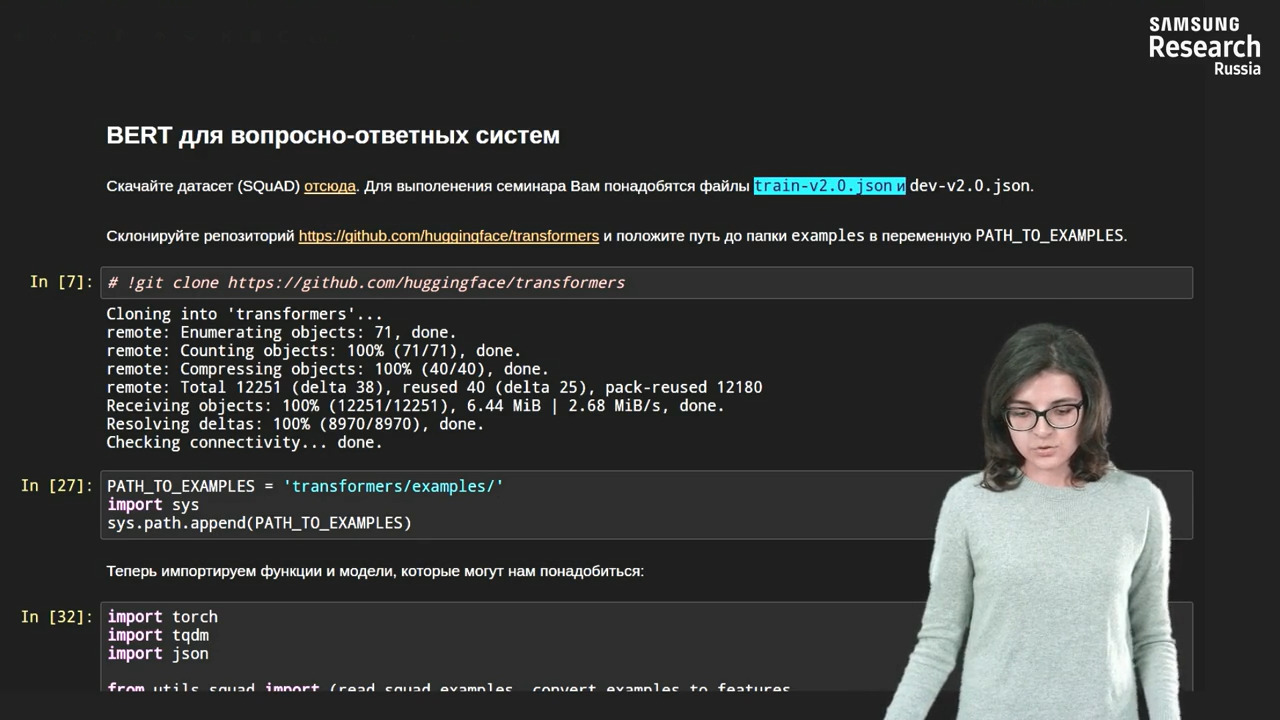 SAMSUNG
Research
Russia
BERT для вопросно-ответных систем
Скачайте датасет (SQuAD) отсюда. Для выполенения семинара Вам понадобятся файлы train-v2.0.json и dev-v2.0.json.
Склонируйте репозиторий https://github.com/huggingface/transformers и положите путь до папки examples в переменную PATH_TO_EXAMPLES.
In [7]: # !git clone https://github.com/huggingface/transformers
Cloning into 'transformers'...
remote: Enumerating objects: 71, done.
remote: Counting objects: 100% (71/71), done.
remote: Compressing objects: 100% (40/40), done.
remote: Total 12251 (delta 38), reused 40 (delta 25), pack-reused 12180
Receiving objects: 100% (12251/12251), 6.44 MiB | 2.68 MiB/s, done.
Resolving deltas: 100% (8970/8970), done.
Checking connectivity... done.
In [27]: PATH_TO_EXAMPLES = 'transformers/examples/'
import sys
sys.path.append(PATH_TO_EXAMPLES)
Теперь импортируем функции и модели, которые могут нам понадобиться:
In [32]: import torch
import tqdm
import json
from utils_squad import (read_squad_examples, convert_examples_to_features,